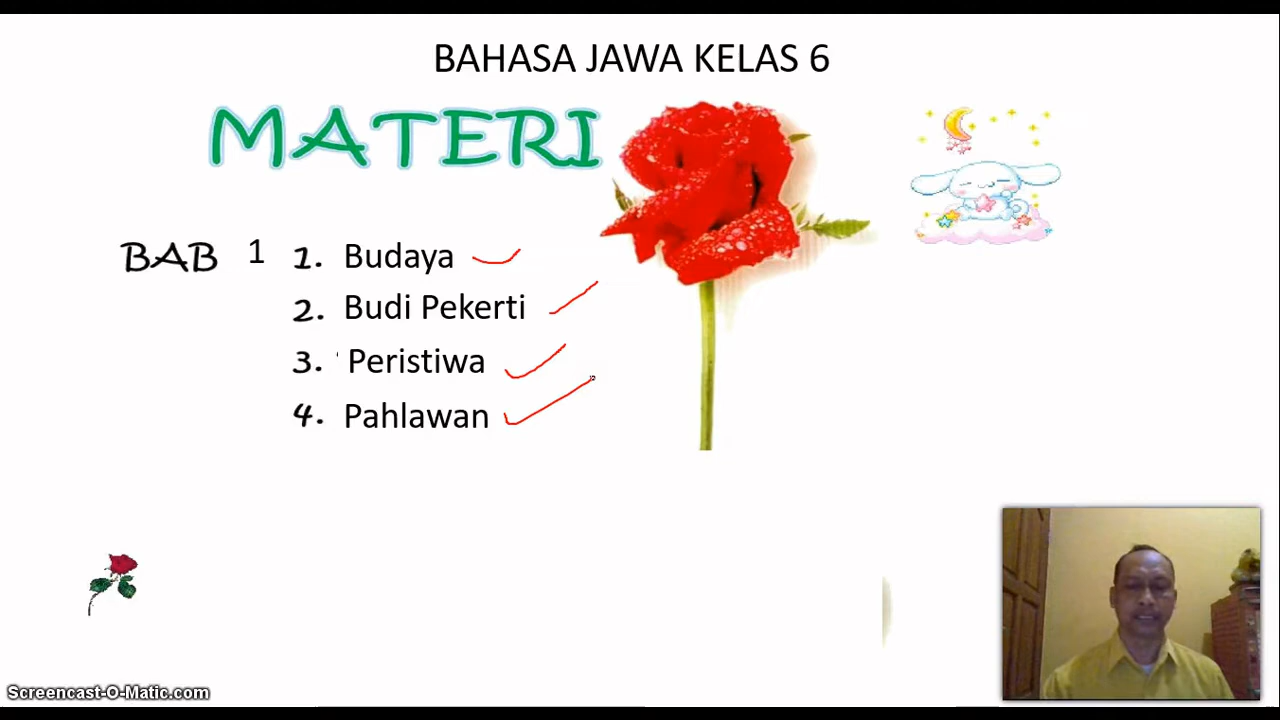 BAHASA JAWA KELAS 6
MATERI
BAB 1 1. Budaya
2. Budi Pekerti
3. Peristiwa
4. Pahlawan
Screencast-O-Matic.com